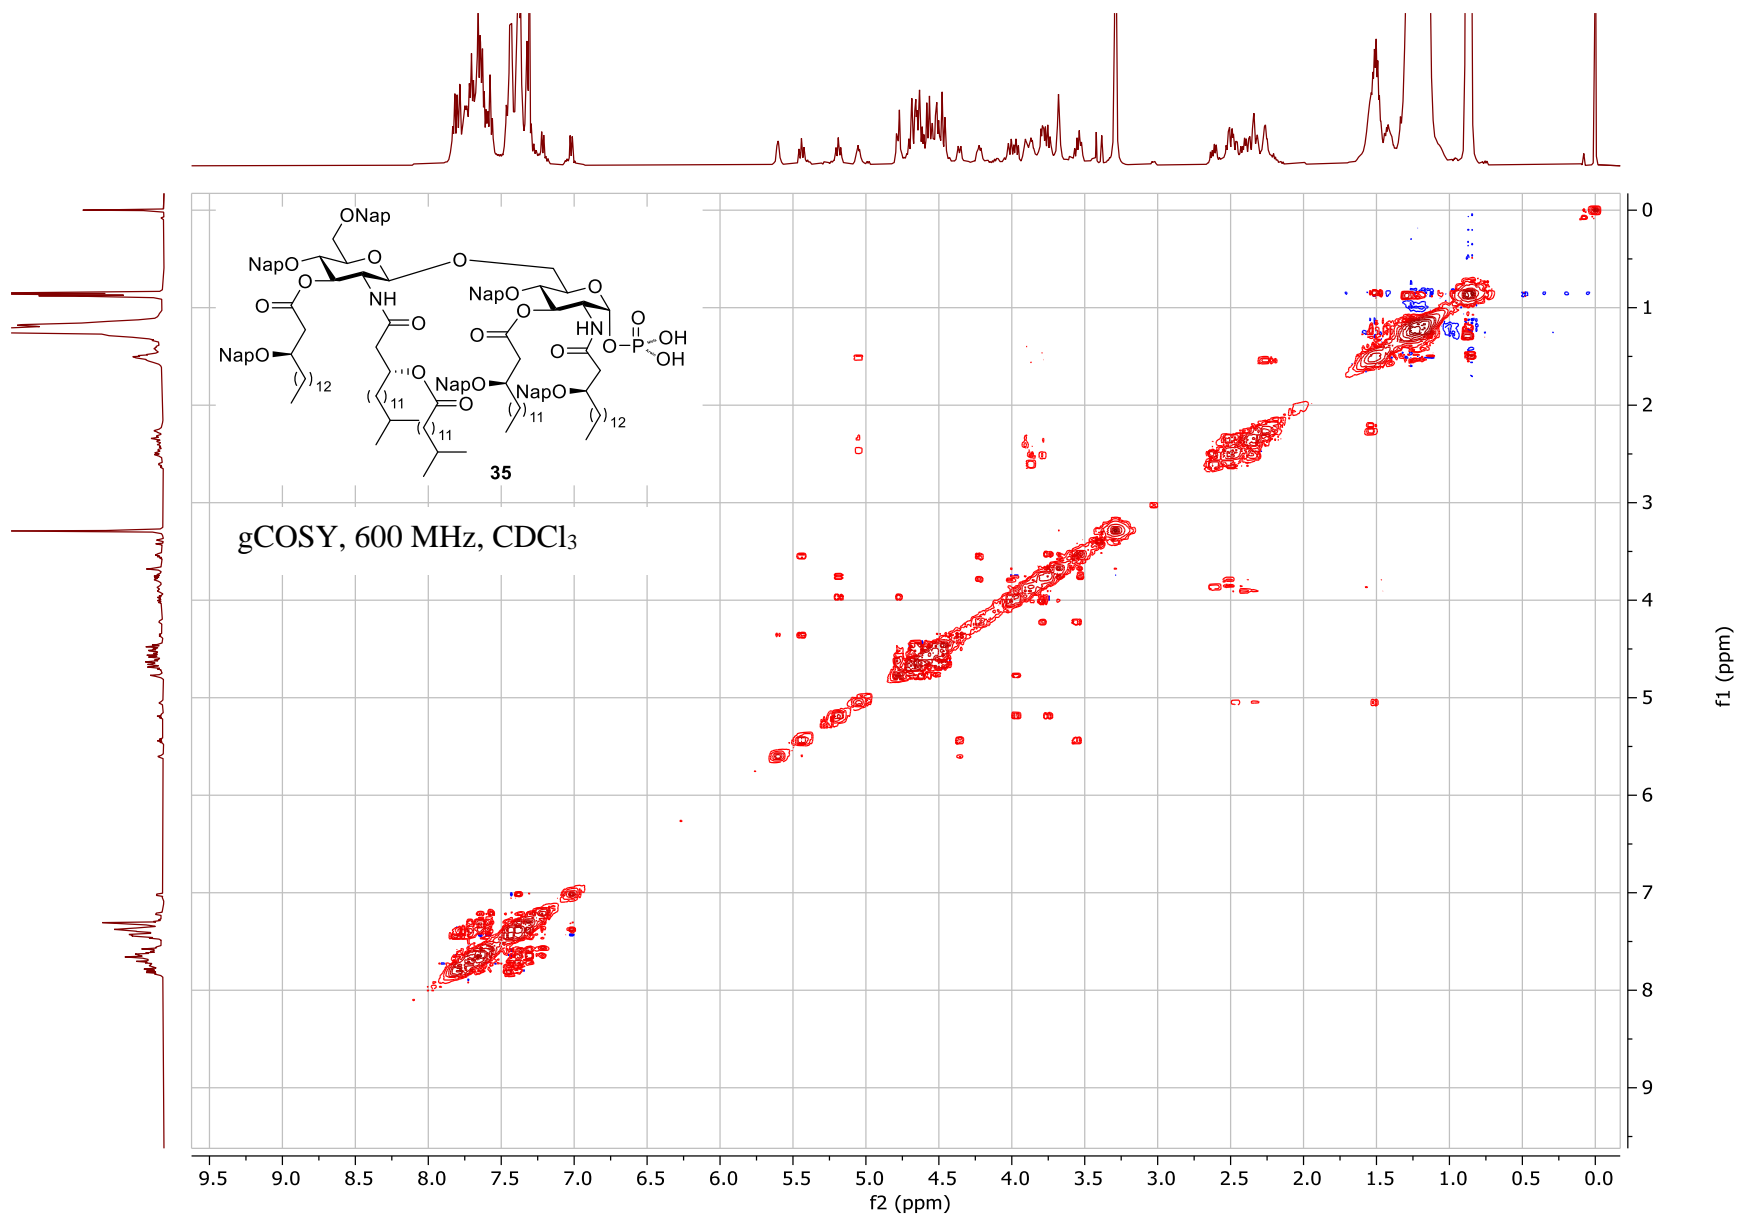 ONap
O
O
NapO
O
O
NH
O
O
NapO
NapO
O
O
O
NH
O
O
O
P
OH
OH
O
NapO
O
O
NapO
NapO
12
11
11
11
12
35
gCOSY, 600 MHz, CDCl₃
0
1
2
3
4
5
6
7
8
9
f1 (ppm)
9.5 9.0 8.5 8.0 7.5 7.0 6.5 6.0 5.5 5.0 4.5 4.0 3.5 3.0 2.5 2.0 1.5 1.0 0.5 0.0
f2 (ppm)